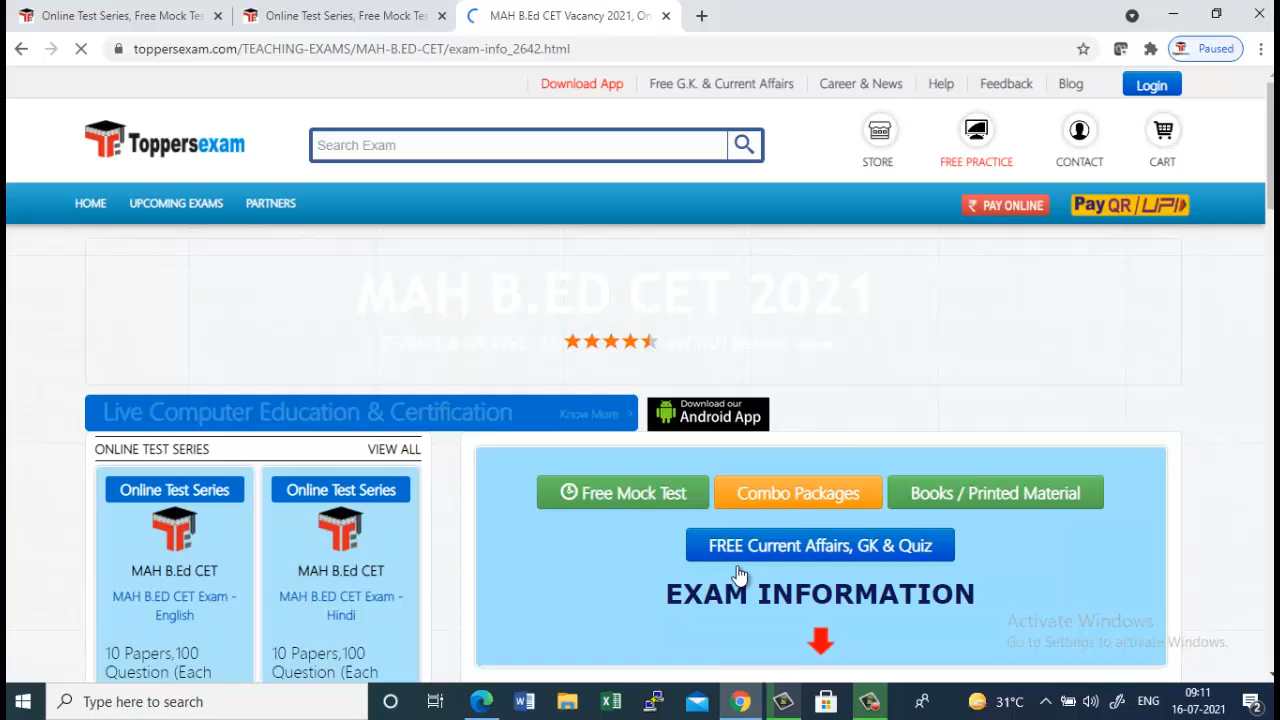 Online Test Series, Free Mock Tes
Online Test Series, Free Mock Tes
MAH B.Ed CET Vacancy 2021, On
toppersexam.com/TEACHING-EXAMS/MAH-B.ED-CET/exam-info_2642.html
Paused
Download App
Free G.K. & Current Affairs
Career & News
Help
Feedback
Blog
Login
Toppersexam
Search Exam
STORE
FREE PRACTICE
CONTACT
CART
HOME
UPCOMING EXAMS
PARTNERS
₹ PAY ONLINE
Pay QR/UPI
MAH B.ED CET 2021
Live Computer Education & Certification
Know More
Download our
Android App
ONLINE TEST SERIES
VIEW ALL
Online Test Series
MAH B.Ed CET
MAH B.ED CET Exam -
English
10 Papers,100
Question (Each
Online Test Series
MAH B.Ed CET
MAH B.ED CET Exam -
Hindi
10 Papers,100
Question (Each
Free Mock Test
Combo Packages
Books / Printed Material
FREE Current Affairs, GK & Quiz
EXAM INFORMATION
Activate Windows
Go to Settings to activate Windows.
Type here to search
31°C
ENG
09:11
16-07-2021
2